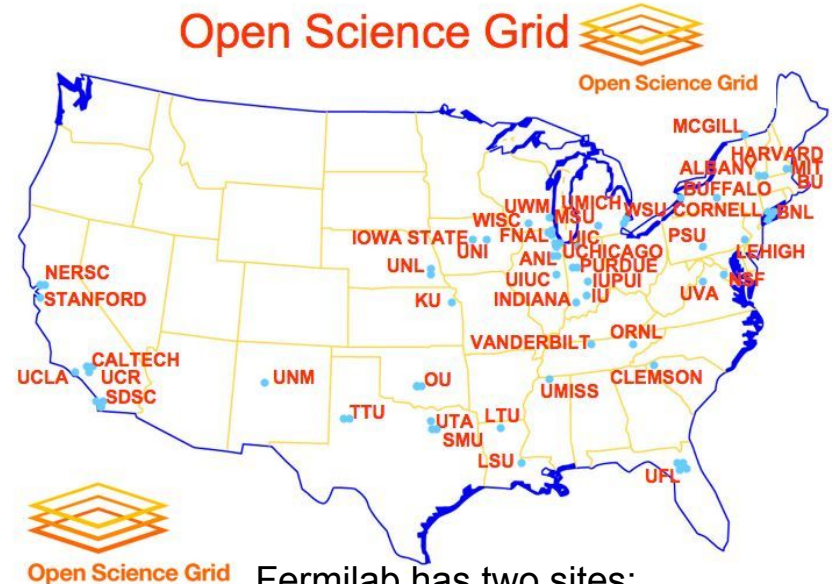 Open Science Grid
Open Science Grid
MCGILL
HARVARD
ALBANY
MIT
BU
BUFFALO
UWM
UMICH
WSU
CORNELL
BNL
WISC
MSU
IOWA STATE
FNAL
UIC
PSU
UNI
UCHICAGO
LEHIGH
ANL
NERSC
UNL
PURDUE
NSF
UIUC
IUPUI
STANFORD
KU
INDIANA
IU
UVA
VANDERBILT
ORNL
CALTECH
UCLA
UCR
UNM
OU
UMISS
CLEMSON
SDSC
TTU
UTA
LTU
SMU
LSU
UFL
Open Science Grid
Fermilab has two sites: